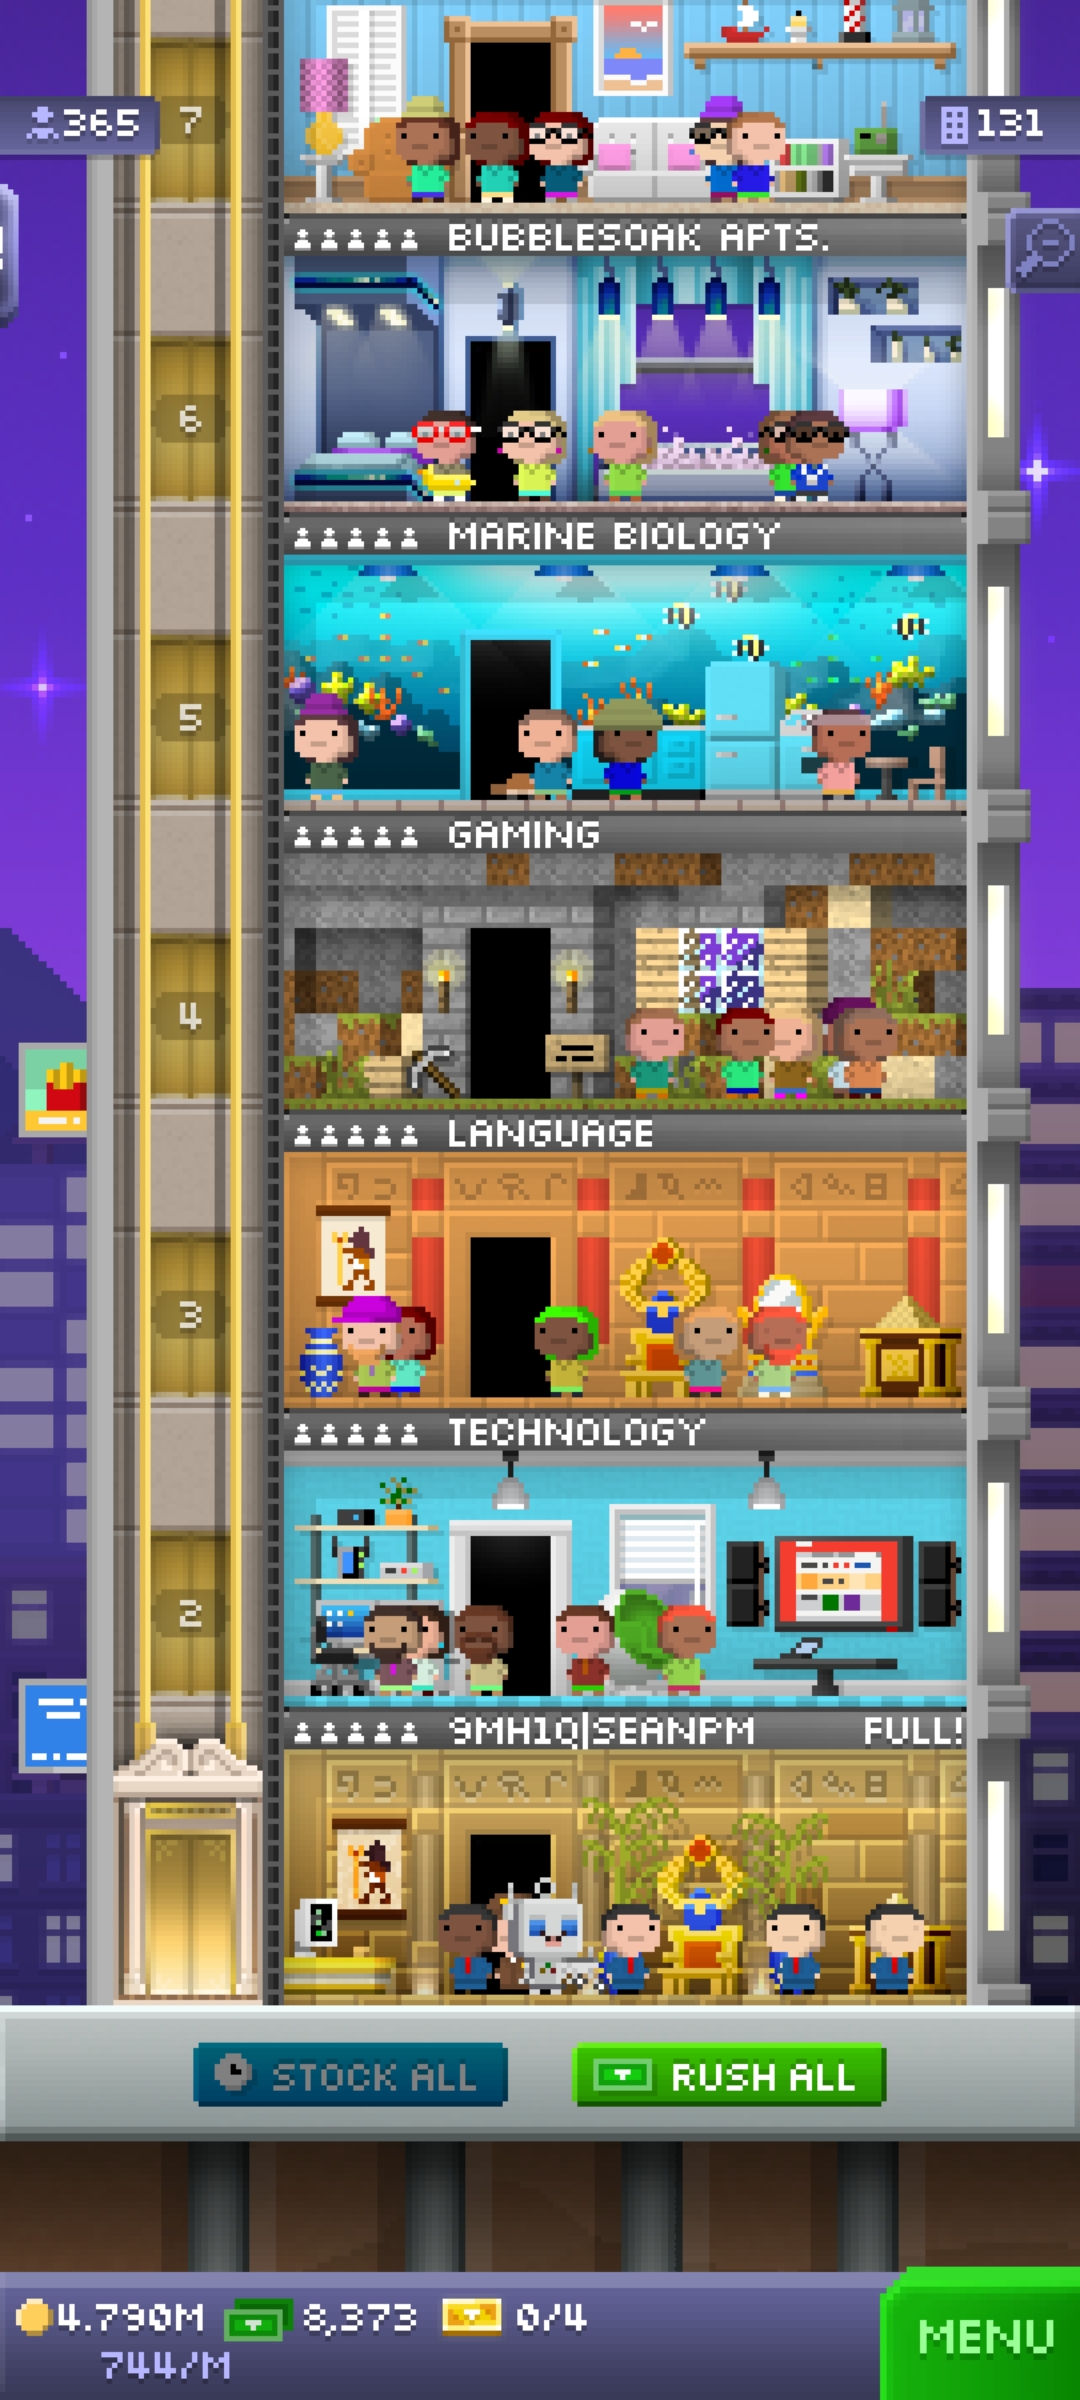 7
365
131
BUBBLESOAK APTS.
6
MARINE BIOLOGY
5
GAMING
4
LANGUAGE
3
TECHNOLOGY
2
9MH1Q|SEANPM FULL!
STOCK ALL
RUSH ALL
4.790M 8,373 0/4
744/M
MENU